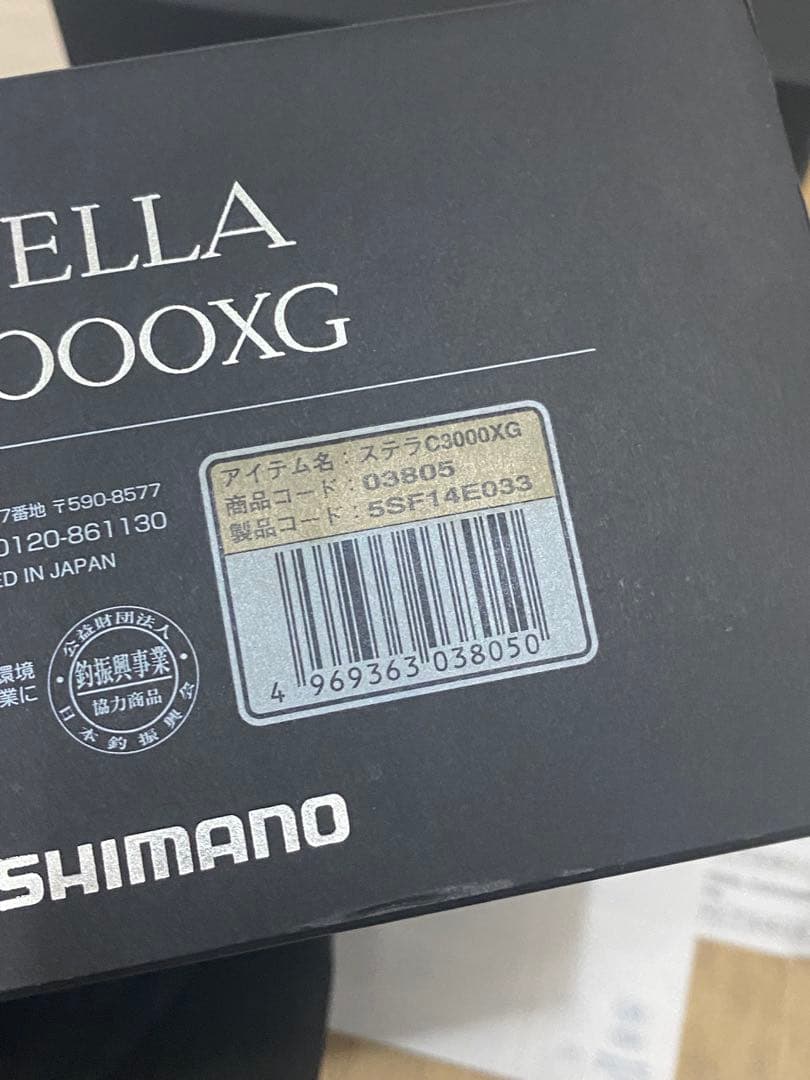 ELLA
000XG
アイテム名：ステラC3000XG
商品コード：03805
製品コード：5SF14E033
4 969363 038050
7番地 〒590-8577
0120-861130
ED IN JAPAN
環境
業に
公益財団法人
釣振興事業
協力商品
日本釣振興会
SHIMANO